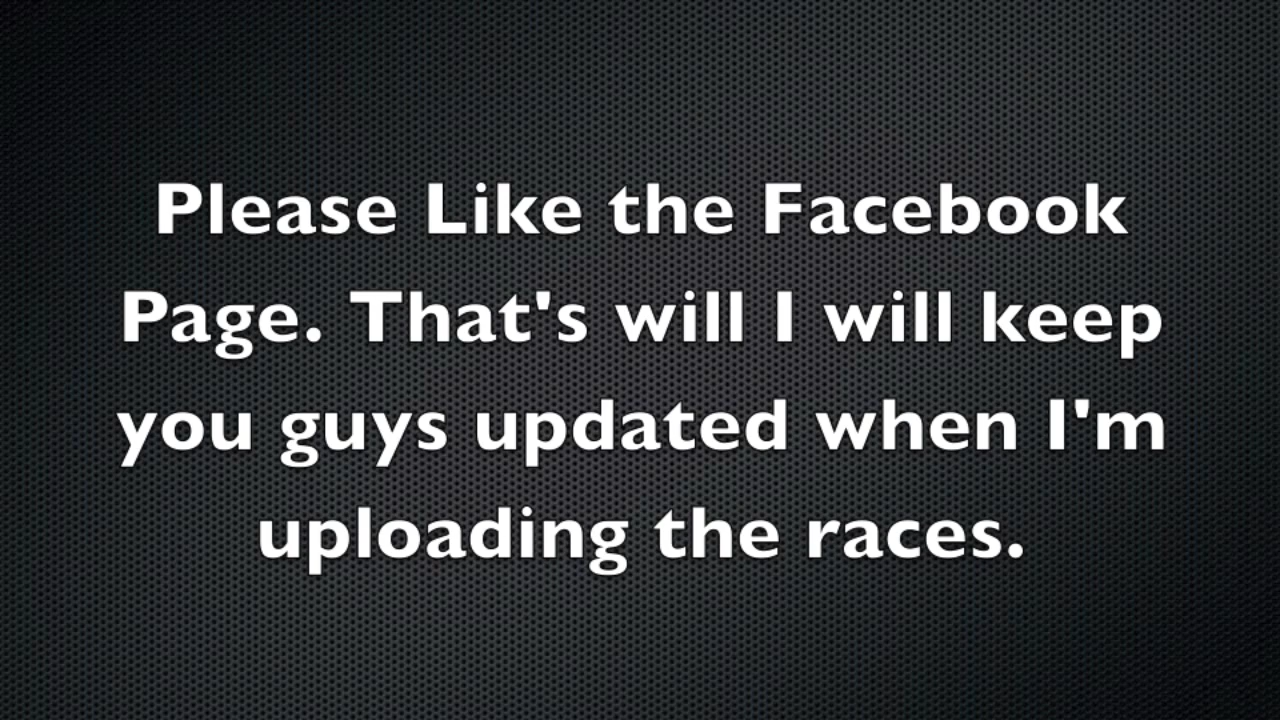 Please Like the Facebook
Page. That's will I will keep
you guys updated when I'm
uploading the races.